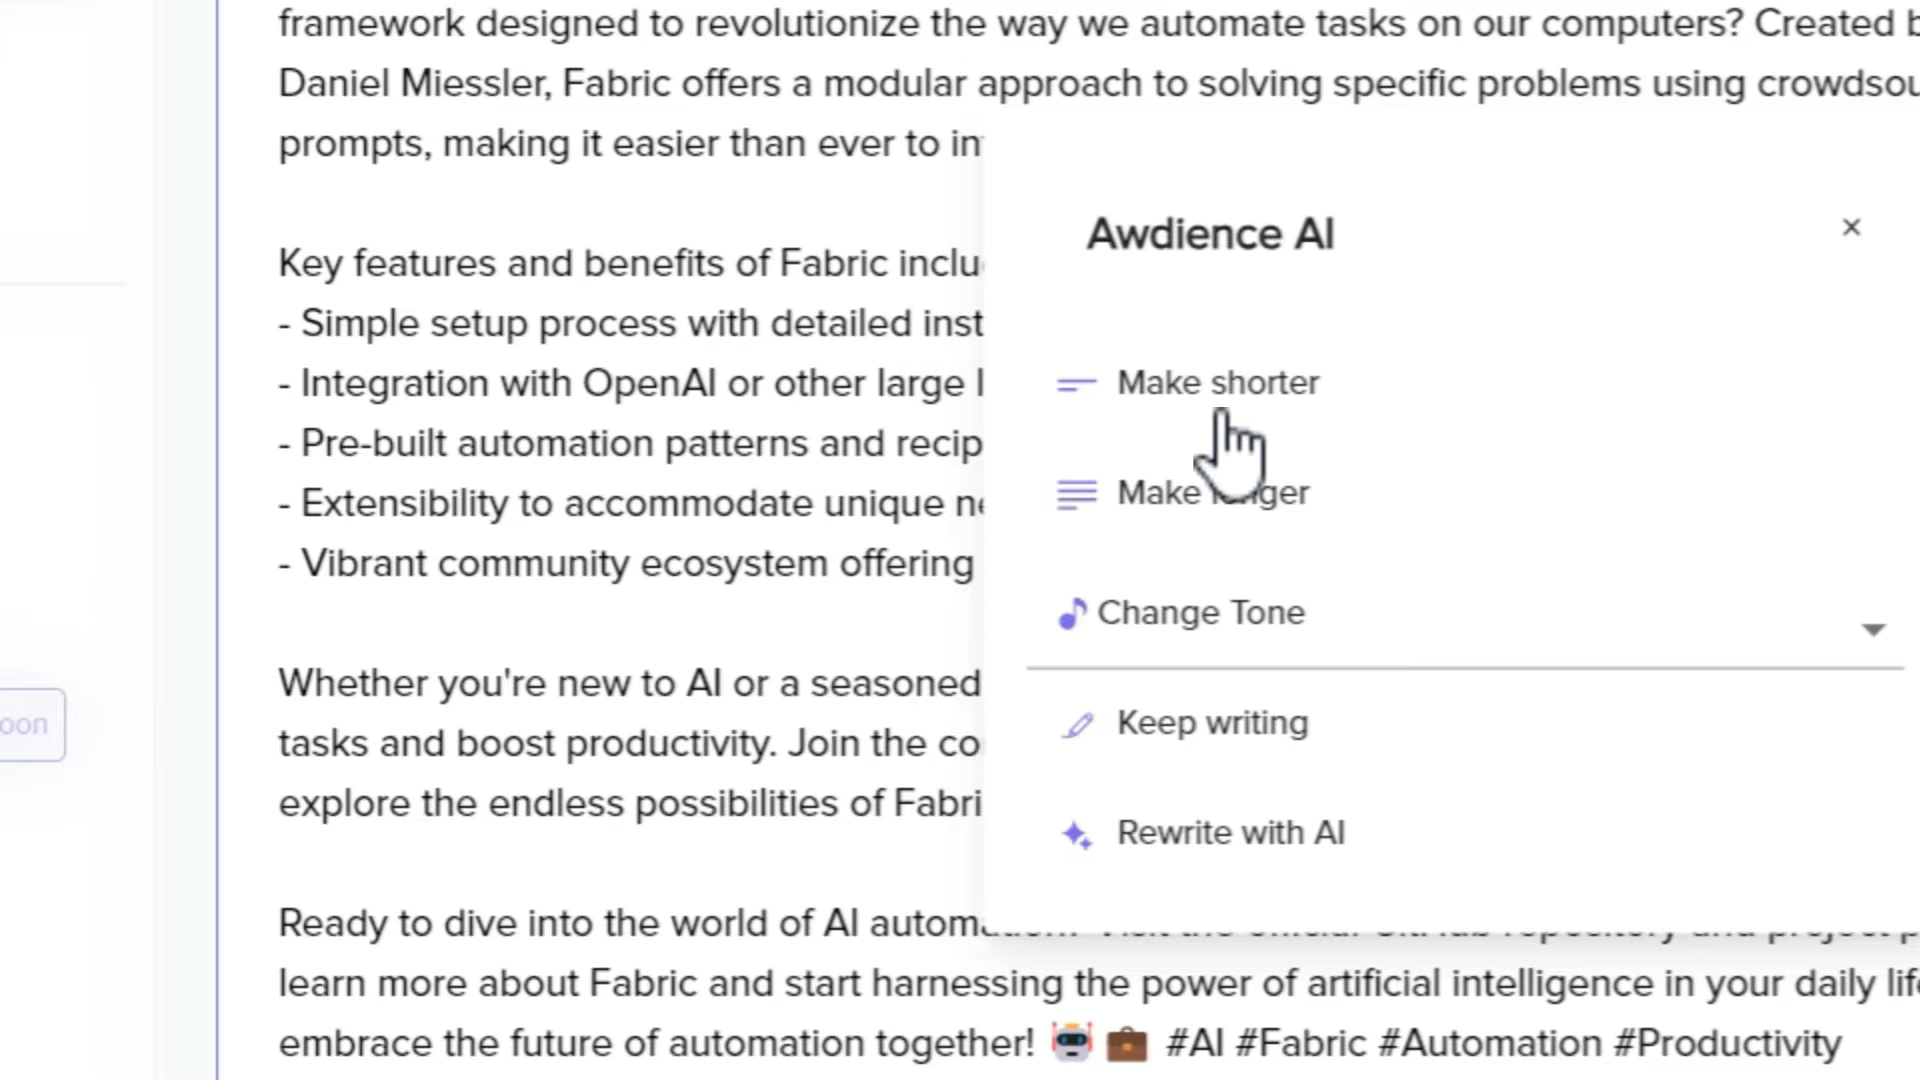 framework designed to revolutionize the way we automate tasks on our computers? Created
Daniel Miessler, Fabric offers a modular approach to solving specific problems using
prompts, making it easier than ever to
Awdience AI ×
Key features and benefits of Fabric
- Simple setup process with detailed
- Integration with OpenAI or other large
Make shorter
- Pre-built automation patterns and
- Extensibility to accommodate unique
Make longer
- Vibrant community ecosystem offering
Change Tone
Whether you're new to AI or a seasoned
Keep writing
tasks and boost productivity. Join the
explore the endless possibilities of
Rewrite with AI
Ready to dive into the world of AI
learn more about Fabric and start harnessing the power of artificial intelligence in your daily
embrace the future of automation together! 🤖 💼 #AI #Fabric #Automation #Productivity